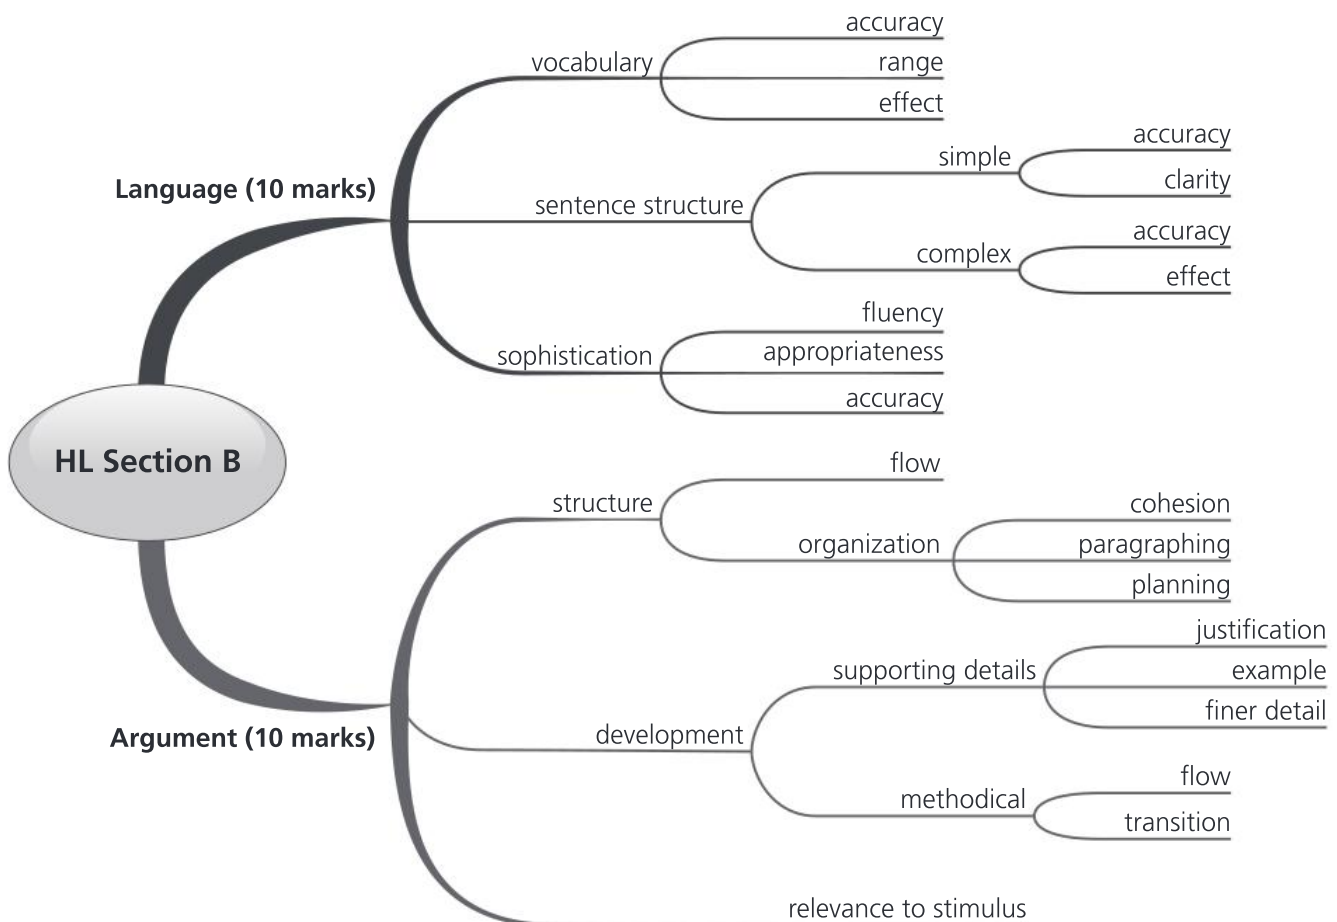 accuracy
vocabulary
range
effect
Language (10 marks)
sentence structure
simple
accuracy
clarity
complex
accuracy
effect
sophistication
fluency
appropriateness
accuracy
HL Section B
structure
flow
organization
cohesion
paragraphing
planning
Argument (10 marks)
development
supporting details
justification
example
finer detail
methodical
flow
transition
relevance to stimulus